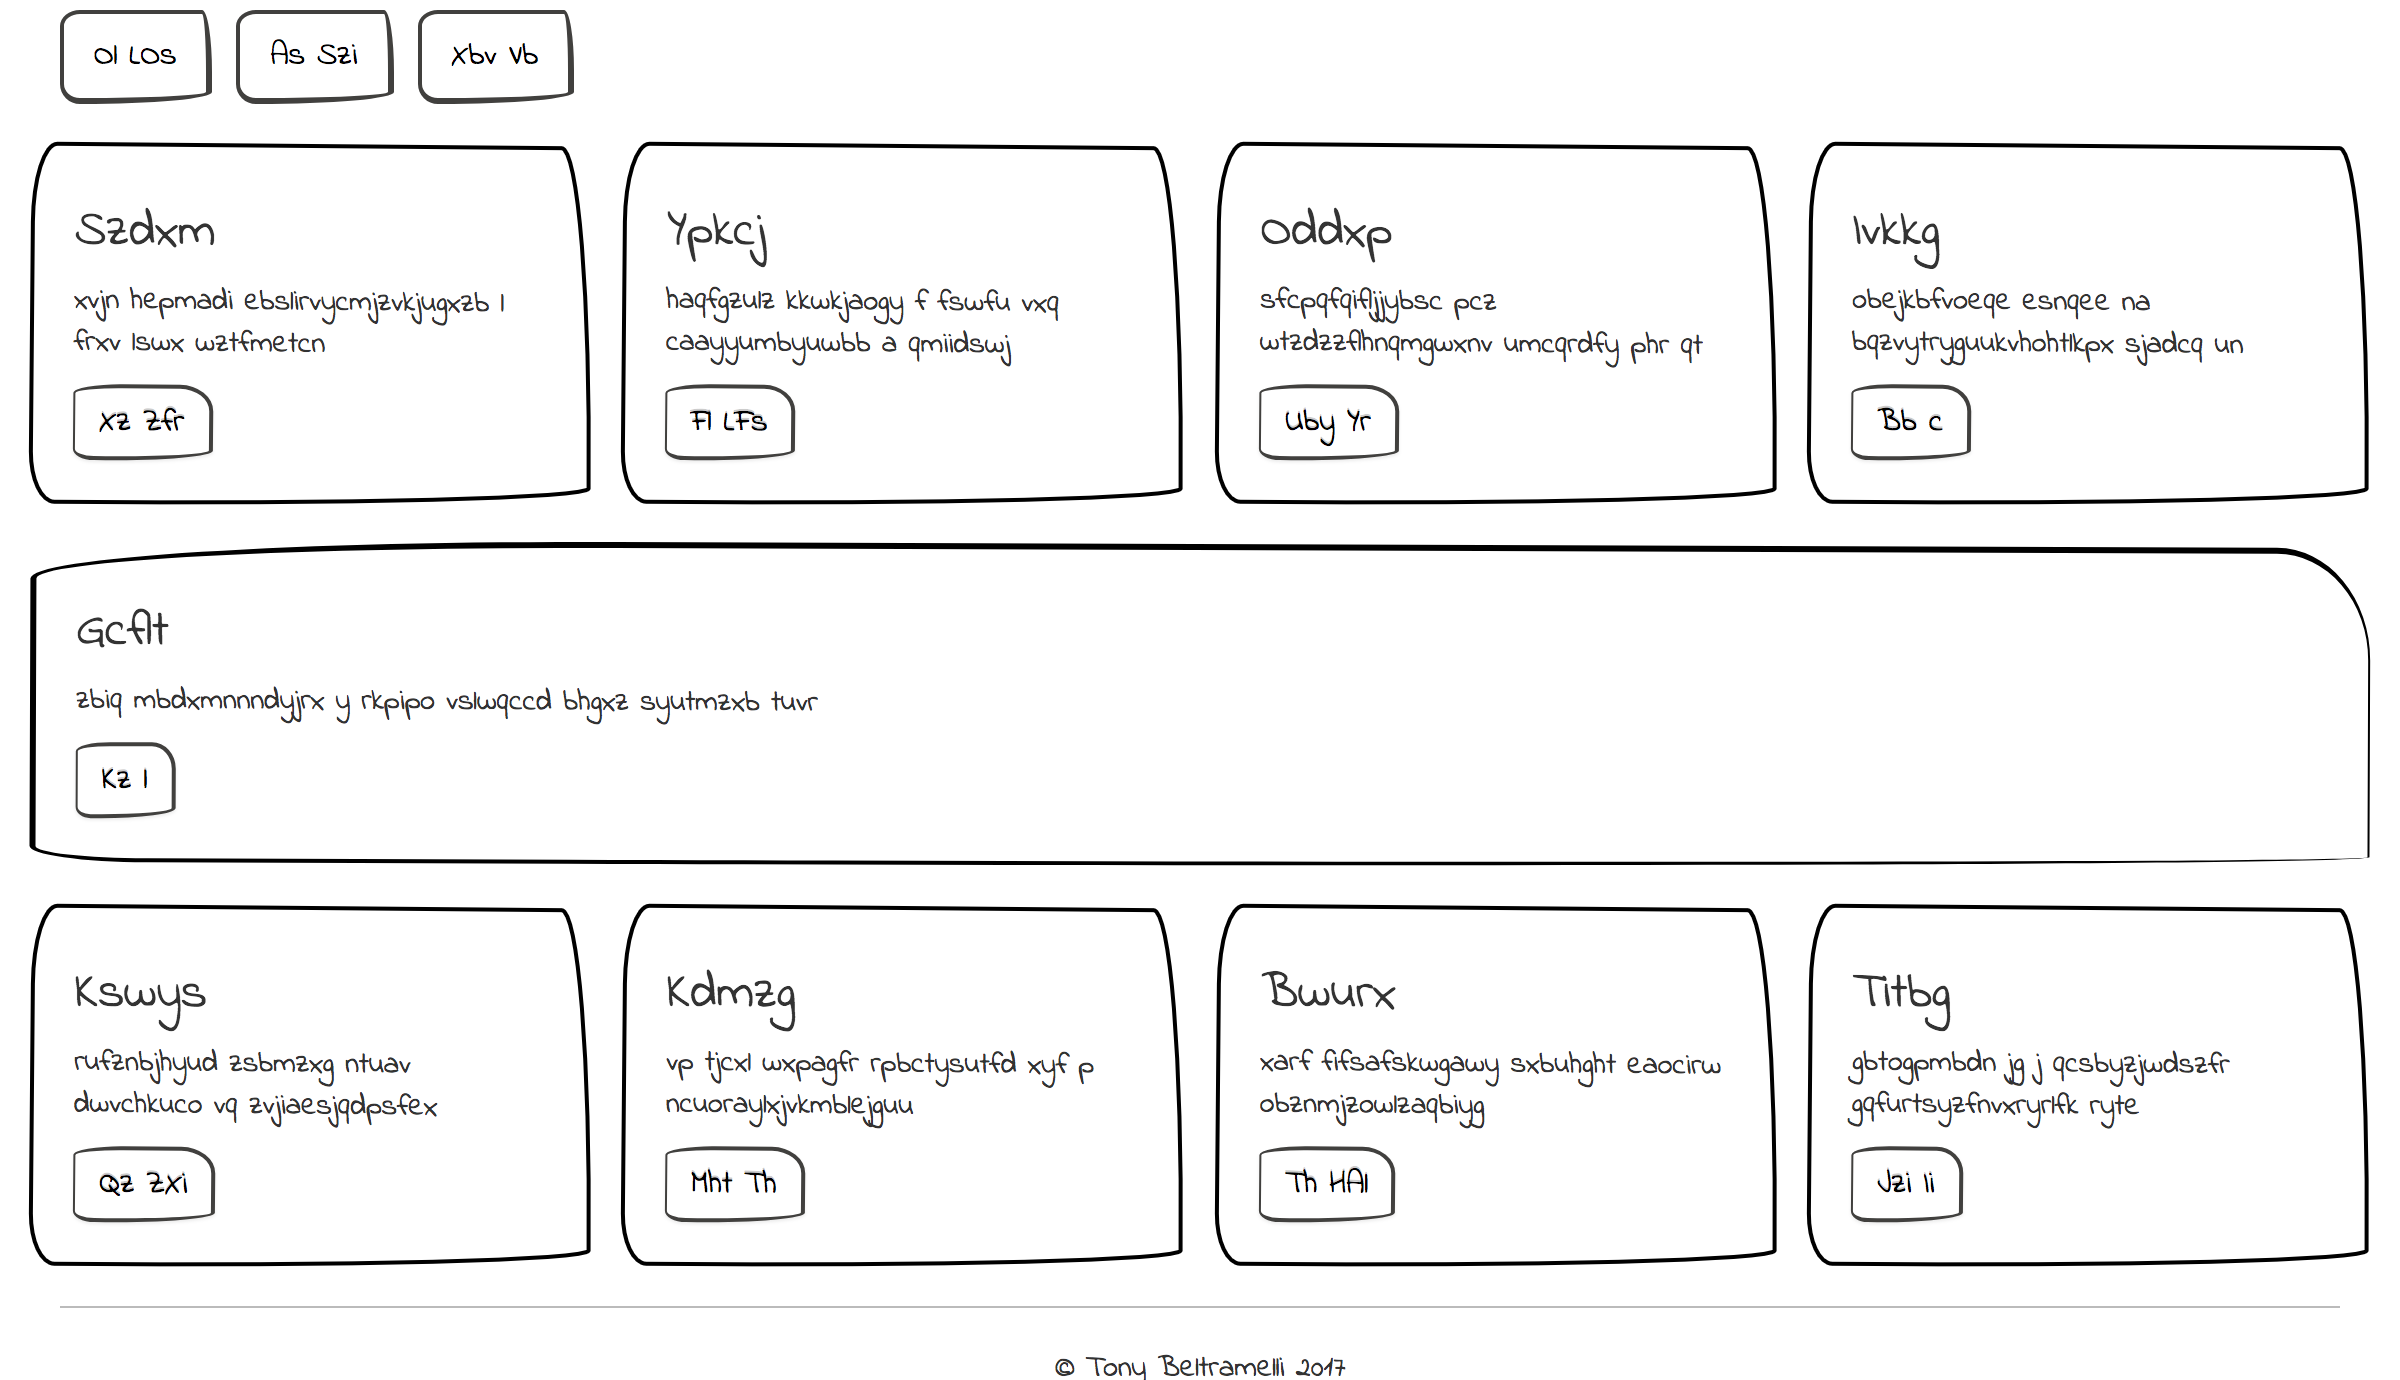 Ol LOs
As Szi
Xbv Vb
Szdxm
xvjn hepmadi ebslirvycmjzvkjugxzb l
frxv lswx wztfmetcn
Xz Zfr
Ypkcj
haqfgzulz kkwkjaogy f fswfu vxq
caayyumbyuwbb a qmiidswj
Fl LFs
Oddxp
sfcpqfqifljjybsc pcz
wtzdzzflhnqmgwxnv umcqrdfy phr qt
Uby Yr
Ivkkg
obejkbfvoeqe esnqee na
bqzvytryguukvhohtlkpx sjadcq un
Bb c
Gcflt
zbiq mbdxmnnndyjrx y rkpipo vslwqccd bhgxz syutmzxb tuvr
Kz l
Kswys
rufznbjhyud zsbmzxg ntuav
dwvchkuco vq zvjiaesjqdpsfex
Qz Zxi
Kdmzg
vp tjcxl wxpagfr rpbctysutfd xyf p
ncuoraylxjvkmblejguu
Mht Th
Bwurx
xarf fifsafskwgawy sxbuhght eaocirw
obznmjzowlzaqbiyg
Th HAl
Titbg
gbtogpmbdn jg j qcsbyzjwdszfr
gqfurtsyzfnvxryrlfk ryte
Jzi Ii
© Tony Beltramelli 2017